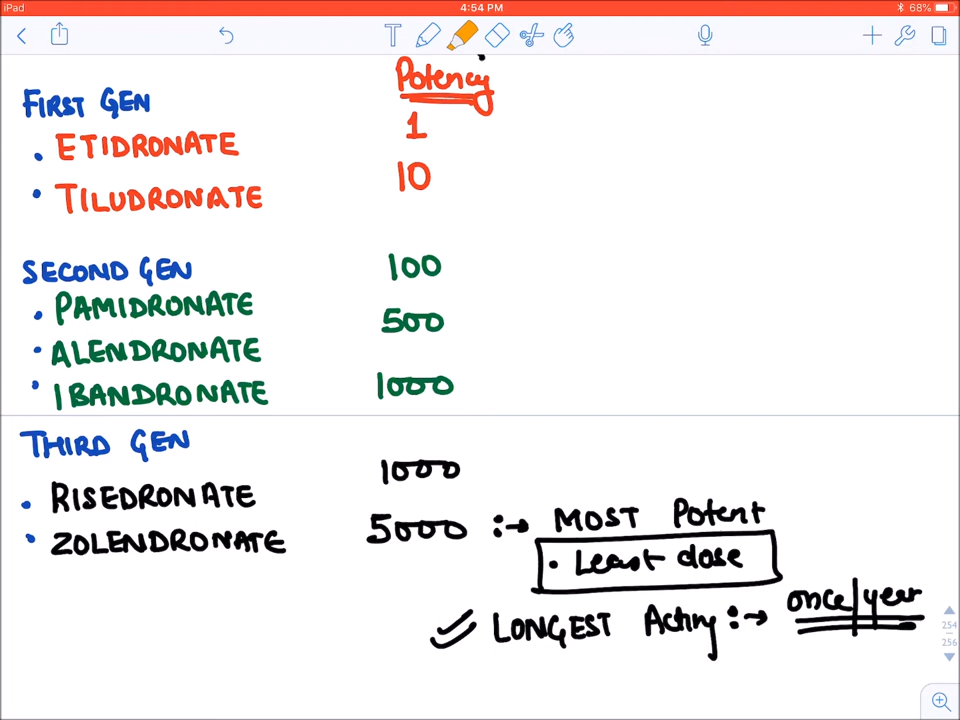 iPad 4:54 PM 68%
T
Potency
FIRST GEN
• ETIDRONATE 1
• TILUDRONATE 10
SECOND GEN 100
• PAMIDRONATE 500
• ALENDRONATE
• IBANDRONATE 1000
THIRD GEN
• RISEDRONATE 1000
• ZOLENDRONATE 5000 :→ MOST Potent
• Least dose
✓ LONGEST Acting :→ once/year
254
256